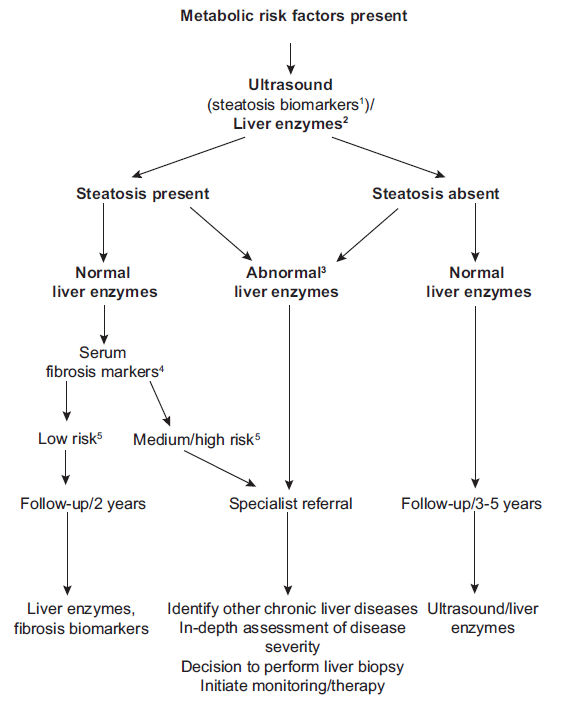 Metabolic risk factors present
Ultrasound
(steatosis biomarkers¹)/
Liver enzymes²
Steatosis present
Steatosis absent
Normal
liver enzymes
Abnormal³
liver enzymes
Normal
liver enzymes
Serum
fibrosis markers⁴
Low risk⁵
Medium/high risk⁵
Follow-up/2 years
Specialist referral
Follow-up/3-5 years
Liver enzymes,
fibrosis biomarkers
Identify other chronic liver diseases
In-depth assessment of disease
severity
Decision to perform liver biopsy
Initiate monitoring/therapy
Ultrasound/liver
enzymes